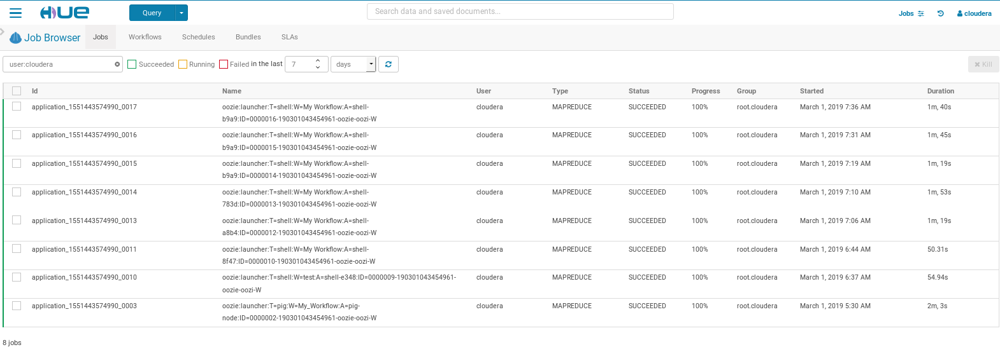 HUE
Query
Search data and saved documents...
Jobs
cloudera
Job Browser
Jobs
Workflows
Schedules
Bundles
SLAs
user:cloudera
Succeeded
Running
Failed
in the last
7
days
Kill
Id Name User Type Status Progress Group Started Duration
application_1551443574990_0017 oozie:launcher:T=shell:W=My Workflow:A=shell- cloudera MAPREDUCE SUCCEEDED 100% root.cloudera March 1, 2019 7:36 AM 1m, 40s
b9a9:ID=0000016-190301043454961-oozie-oozi-W
application_1551443574990_0016 oozie:launcher:T=shell:W=My Workflow:A=shell- cloudera MAPREDUCE SUCCEEDED 100% root.cloudera March 1, 2019 7:31 AM 1m, 45s
b9a9:ID=0000015-190301043454961-oozie-oozi-W
application_1551443574990_0015 oozie:launcher:T=shell:W=My Workflow:A=shell- cloudera MAPREDUCE SUCCEEDED 100% root.cloudera March 1, 2019 7:19 AM 1m, 19s
b9a9:ID=0000014-190301043454961-oozie-oozi-W
application_1551443574990_0014 oozie:launcher:T=shell:W=My Workflow:A=shell- cloudera MAPREDUCE SUCCEEDED 100% root.cloudera March 1, 2019 7:10 AM 1m, 53s
783d:ID=0000013-190301043454961-oozie-oozi-W
application_1551443574990_0013 oozie:launcher:T=shell:W=My Workflow:A=shell- cloudera MAPREDUCE SUCCEEDED 100% root.cloudera March 1, 2019 7:06 AM 1m, 19s
a8b4:ID=0000012-190301043454961-oozie-oozi-W
application_1551443574990_0011 oozie:launcher:T=shell:W=My Workflow:A=shell- cloudera MAPREDUCE SUCCEEDED 100% root.cloudera March 1, 2019 6:44 AM 50.31s
8f47:ID=0000010-190301043454961-oozie-oozi-W
application_1551443574990_0010 oozie:launcher:T=shell:W=test:A=shell-e348:ID=0000009-190301043454961- cloudera MAPREDUCE SUCCEEDED 100% root.cloudera March 1, 2019 6:37 AM 54.94s
oozie-oozi-W
application_1551443574990_0003 oozie:launcher:T=pig:W=My_Workflow:A=pig- cloudera MAPREDUCE SUCCEEDED 100% root.cloudera March 1, 2019 5:30 AM 2m, 3s
node:ID=0000002-190301043454961-oozie-oozi-W
8 jobs